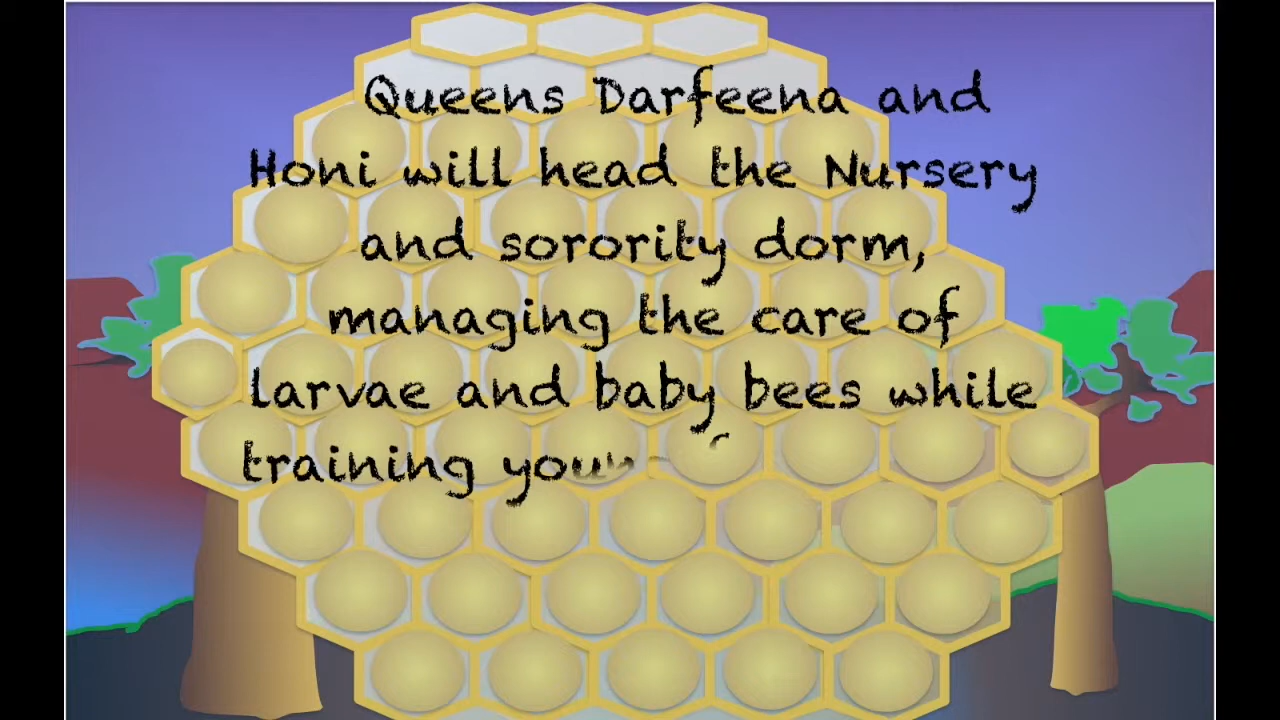 Queens Darfeena and
Honi will head the Nursery
and sorority dorm,
managing the care of
larvae and baby bees while
training